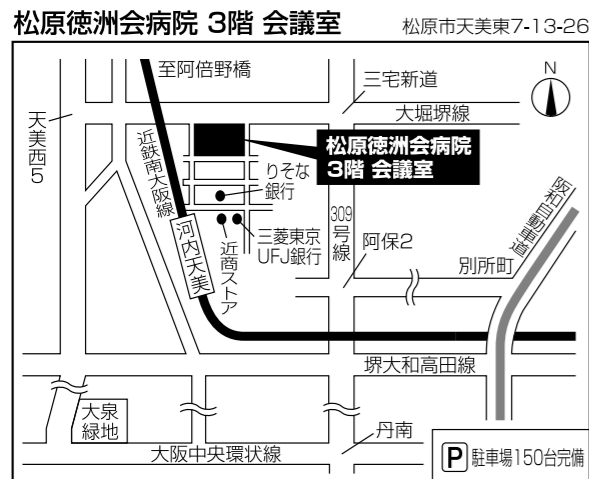 松原徳洲会病院 3階 会議室
松原市天美東7-13-26
至阿倍野橋
三宅新道
N
大堀堺線
天美西5
近鉄南大阪線
松原徳洲会病院
3階 会議室
りそな
銀行
阪和自動車道
309号線
三菱東京
UFJ銀行
近商ストア
河内天美
阿保2
別所町
堺大和高田線
大泉
緑地
丹南
大阪中央環状線
P 駐車場150台完備